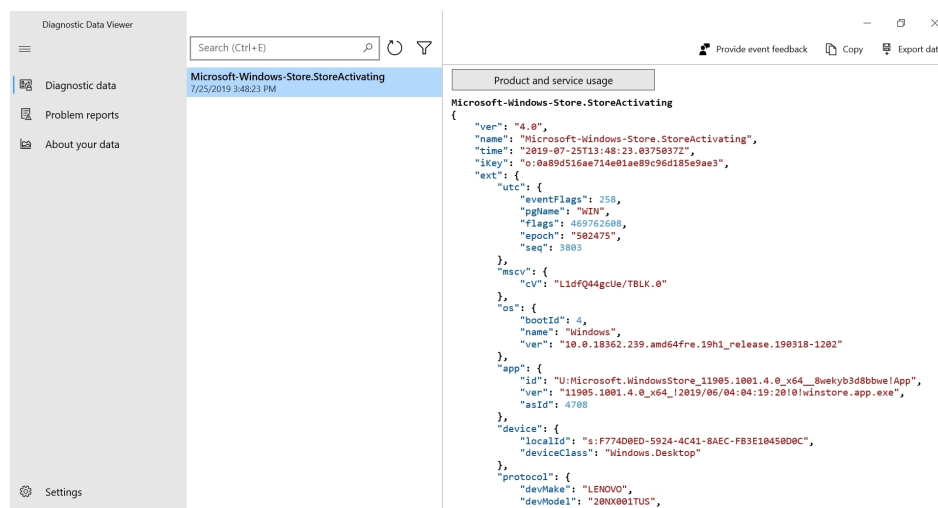 Diagnostic Data Viewer
Diagnostic data
Problem reports
About your data
Settings
Search (Ctrl+E)
Microsoft-Windows-Store.StoreActivating
7/25/2019 3:48:23 PM
Provide event feedback
Copy
Export dat
Product and service usage
Microsoft-Windows-Store.StoreActivating
{
"ver": "4.0",
"name": "Microsoft-Windows-Store.StoreActivating",
"time": "2019-07-25T13:48:23.0375037Z",
"iKey": "o:0a89d516ae714e01ae89c96d185e9ae3",
"ext": {
"utc": {
"eventFlags": 258,
"pgName": "WIN",
"flags": 469762608,
"epoch": "502475",
"seq": 3803
},
"mscv": {
"cV": "L1dfQ44gcUe/TBLK.0"
},
"os": {
"bootId": 4,
"name": "Windows",
"ver": "10.0.18362.239.amd64fre.19h1_release.190318-1202"
},
"app": {
"id": "U:Microsoft.WindowsStore_11905.1001.4.0_x64__8wekyb3d8bbwe!App",
"ver": "11905.1001.4.0_x64_!2019/06/04:04:19:20!0!winstore.app.exe",
"asId": 4708
},
"device": {
"localId": "s:F774D0ED-5924-4C41-8AEC-FB3E10450D0C",
"deviceClass": "Windows.Desktop"
},
"protocol": {
"devMake": "LENOVO",
"devModel": "20NX001TUS",